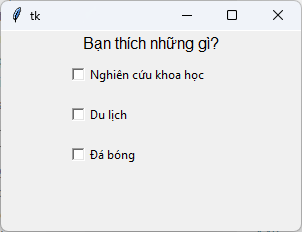 tk
Bạn thích những gì?
Nghiên cứu khoa học
Du lịch
Đá bóng